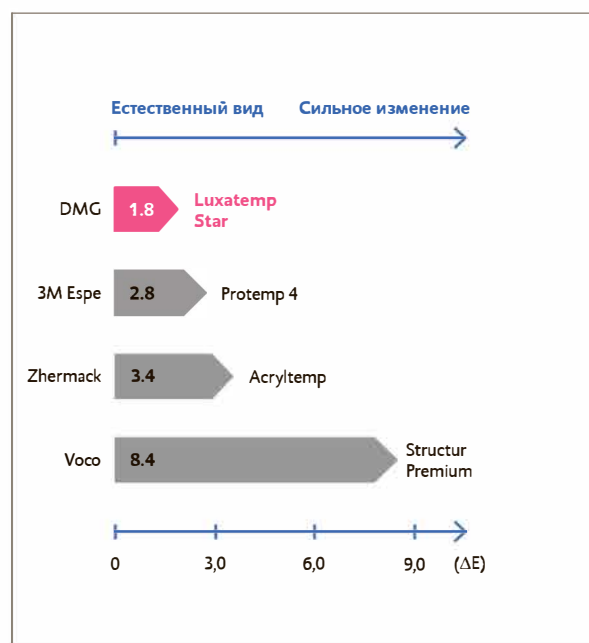 Естественный вид Сильное изменение
DMG 1.8 Luxatemp
Star
3M Espe 2.8 Protemp 4
Zhermack 3.4 Acryltemp
Voco 8.4 Structur
Premium
0 3,0 6,0 9,0 (ΔE)